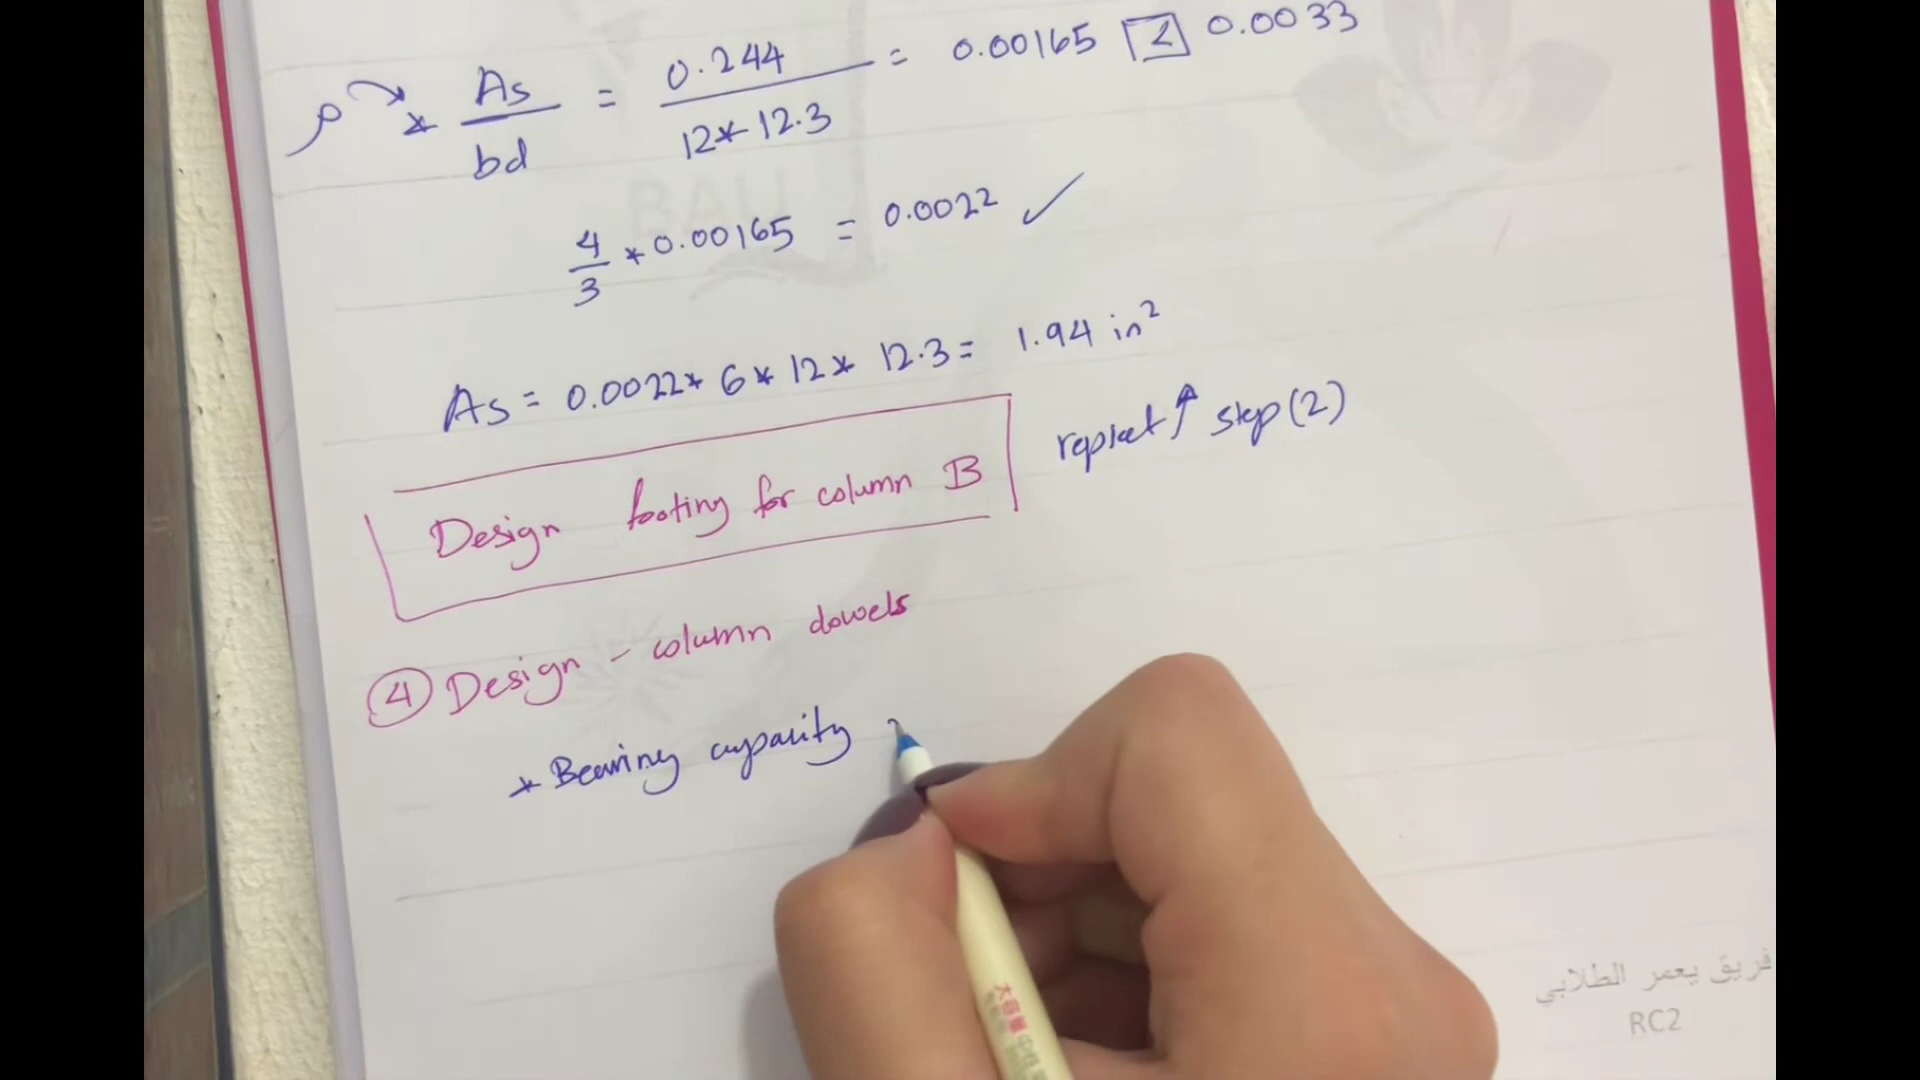 ρ * As/bd = 0.244/12*12.3 = 0.00165 < 0.0033
4/3 * 0.00165 = 0.0022 ✓
As = 0.0022* 6* 12* 12.3 = 1.94 in²
repeat ↑ step (2)
Design footing for column B
④ Design - column dowels
* Bearing capacity
BAU
فريق يعمر الطلابي
RC2